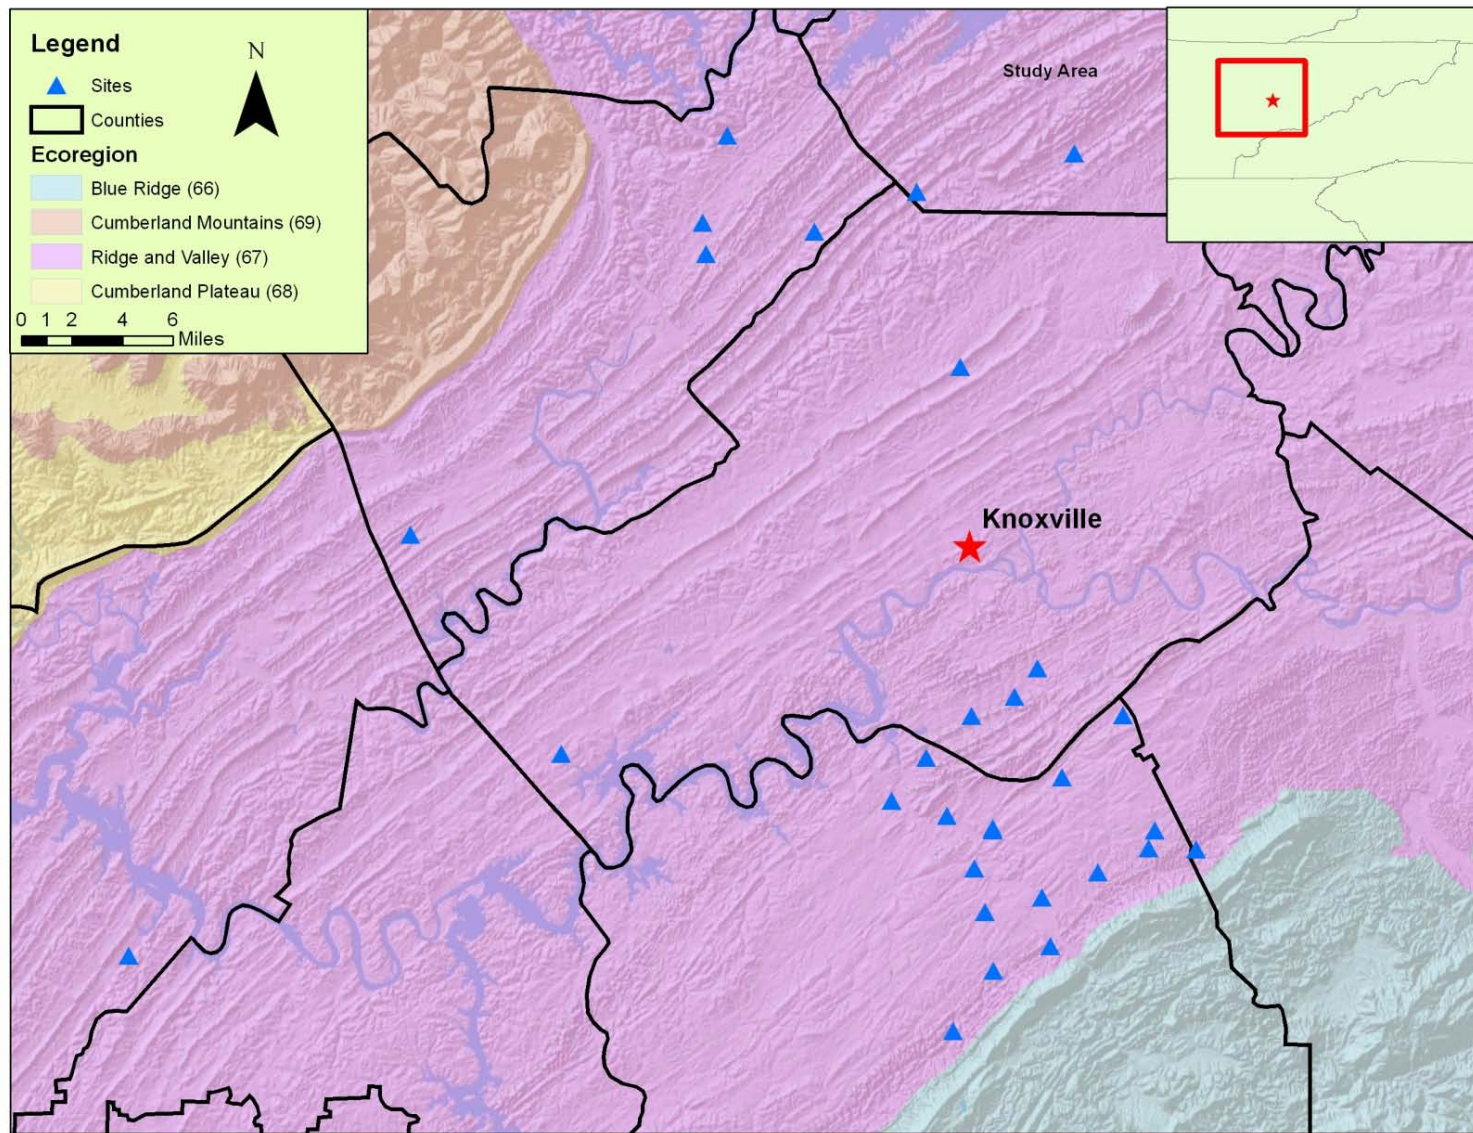 Legend
N
Sites
Counties
Ecoregion
Blue Ridge (66)
Cumberland Mountains (69)
Ridge and Valley (67)
Cumberland Plateau (68)
0 1 2 4 6
Miles
Study Area
Knoxville